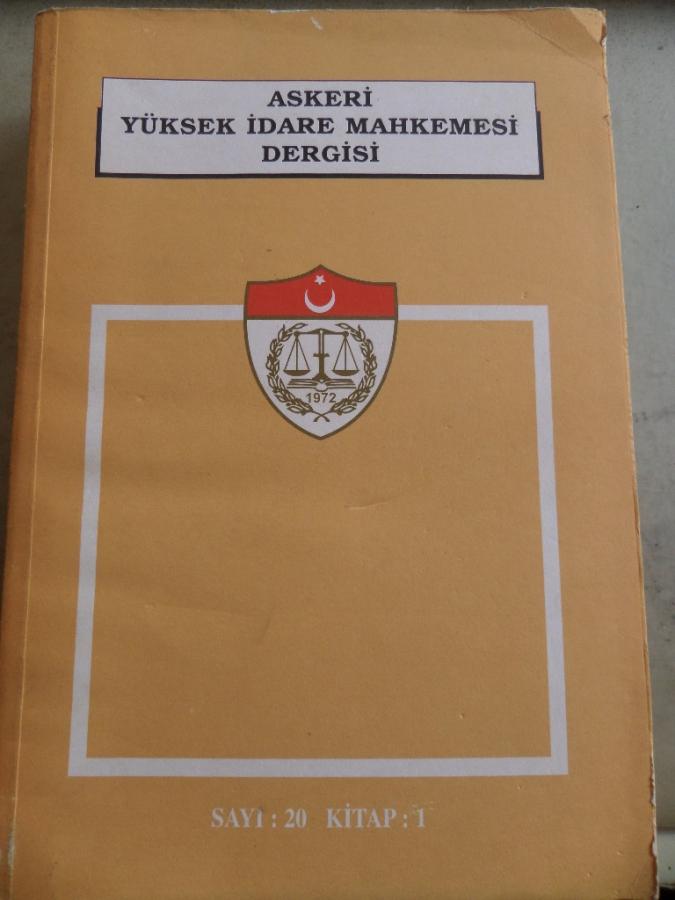 ASKERİ
YÜKSEK İDARE MAHKEMESİ
DERGİSİ
1972
SAYI : 20 KİTAP : 1